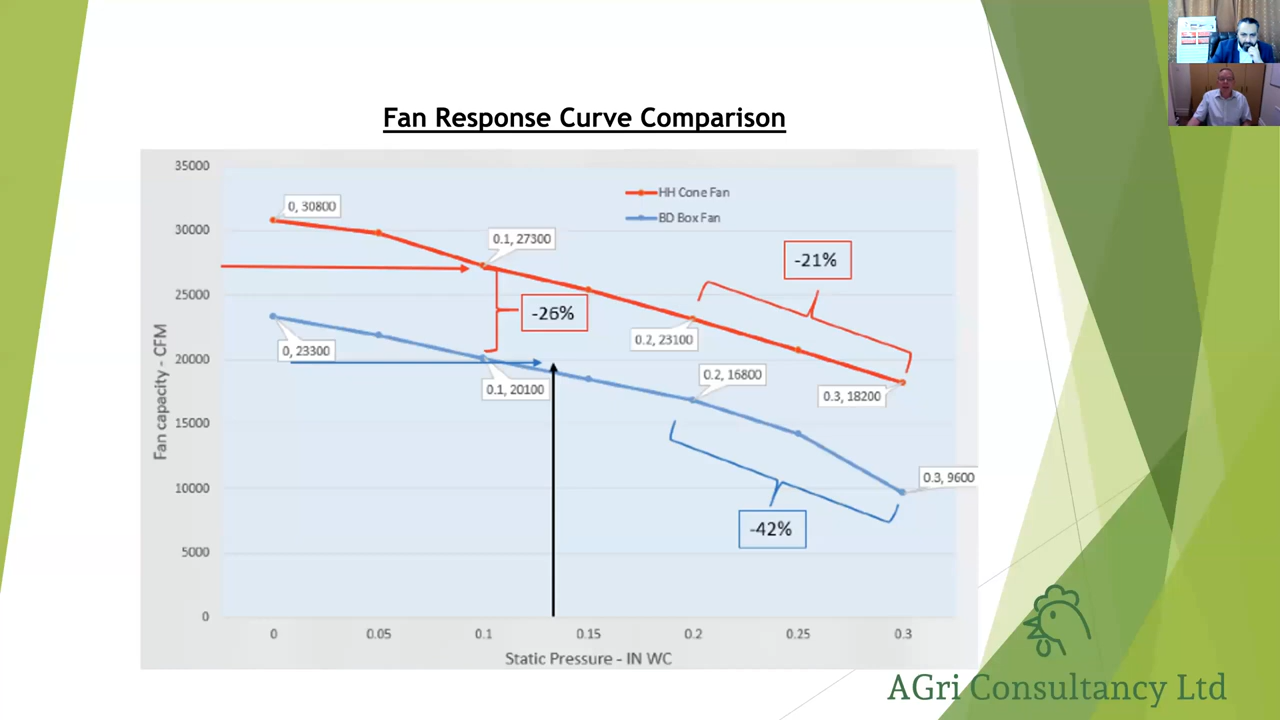 Fan Response Curve Comparison
35000
30000
25000
20000
15000
10000
5000
0
Fan capacity - CFM
HH Cone Fan
BD Box Fan
0, 30800
0.1, 27300
-21%
-26%
0.2, 23100
0, 23300
0.1, 20100
0.2, 16800
0.3, 18200
0.3, 9600
-42%
0 0.05 0.1 0.15 0.2 0.25 0.3
Static Pressure - IN WC
AGri Consultancy Ltd